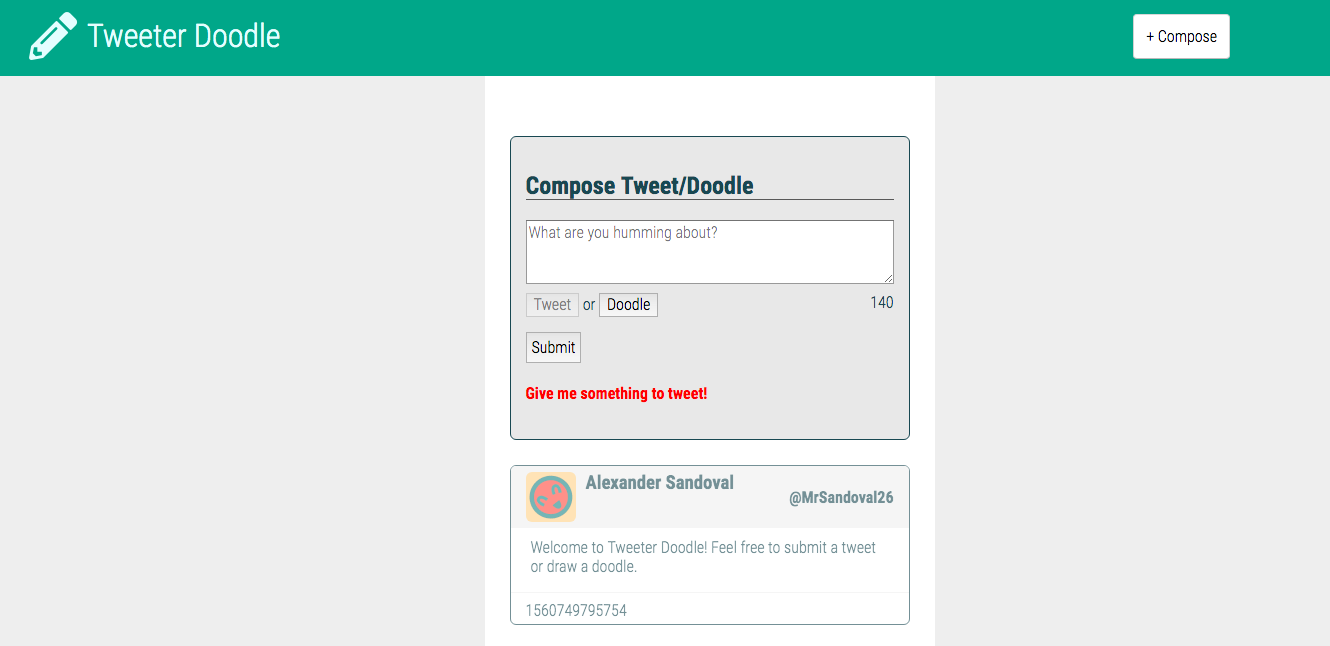 Tweeter Doodle
+ Compose
Compose Tweet/Doodle
What are you humming about?
Tweet or Doodle
140
Submit
Give me something to tweet!
Alexander Sandoval
@MrSandoval26
Welcome to Tweeter Doodle! Feel free to submit a tweet
or draw a doodle.
1560749795754